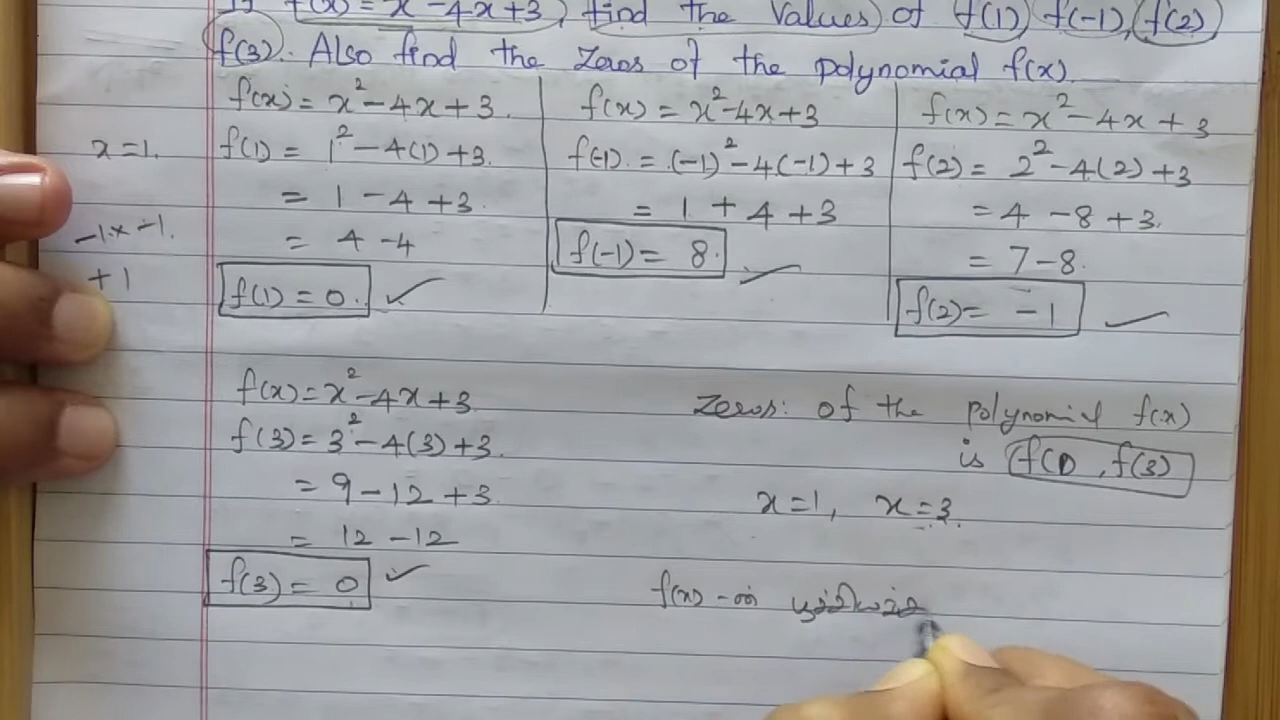 If f(x) = x² - 4x + 3, find the values of f(1) f(-1), f(2)
f(3). Also find the Zeros of the polynomial f(x)
f(x) = x² - 4x + 3.
x = 1.
f(1) = 1² - 4(1) + 3.
= 1 - 4 + 3.
-1 x -1.
= 4 - 4
+1
f(1) = 0.
f(x) = x² - 4x + 3
f(-1) = (-1)² - 4(-1) + 3
= 1 + 4 + 3
f(-1) = 8.
f(x) = x² - 4x + 3
f(2) = 2² - 4(2) + 3
= 4 - 8 + 3.
= 7 - 8.
f(2) = -1
f(x) = x² - 4x + 3
f(3) = 3² - 4(3) + 3.
= 9 - 12 + 3.
= 12 - 12
f(3) = 0
Zeros: of the polynomial f(x)
is f(1), f(3)
x = 1, x = 3.
f(x) - ன்